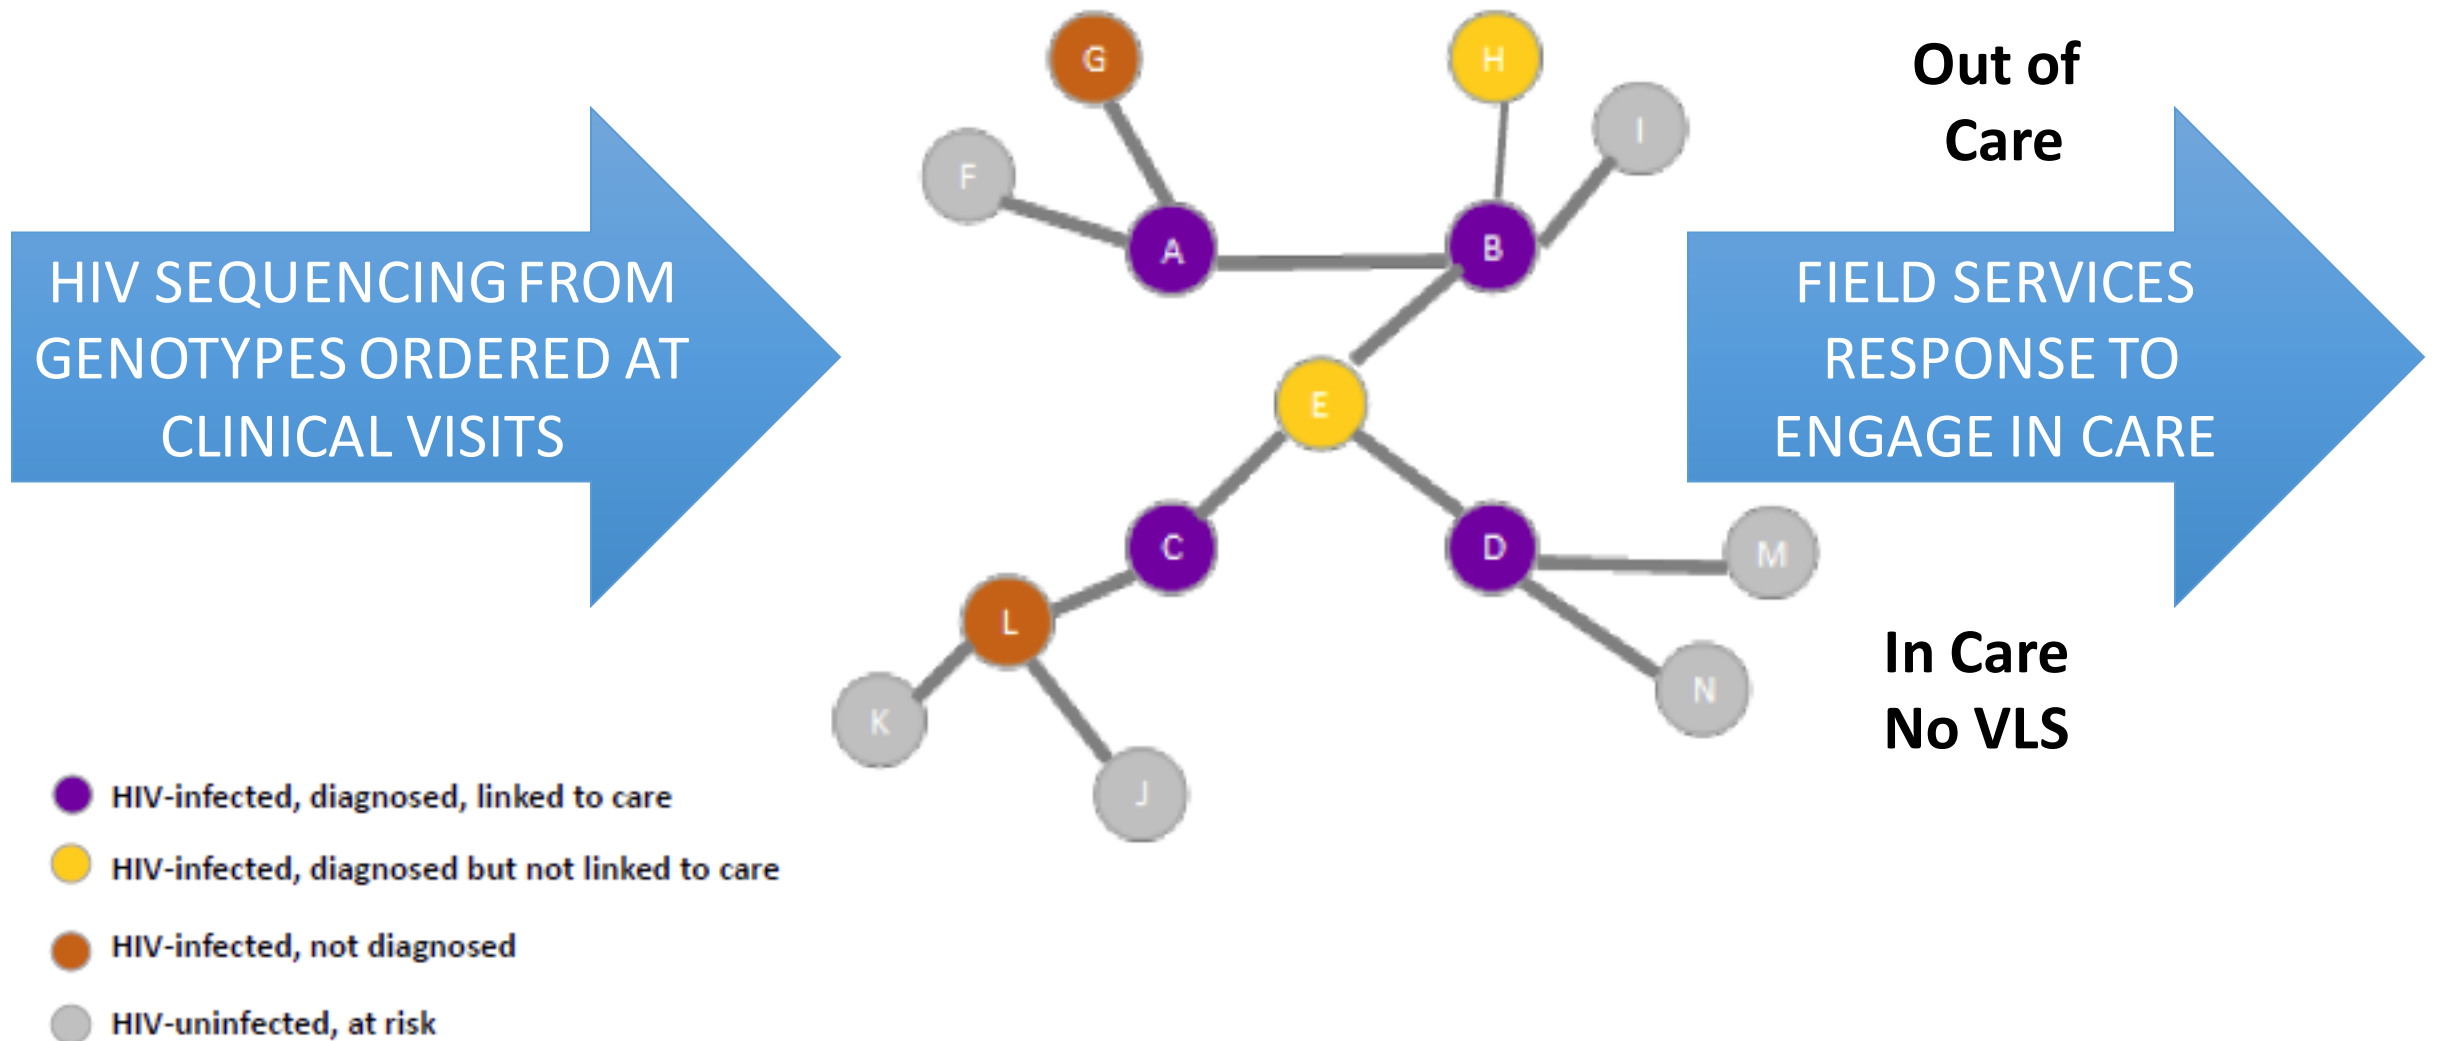 HIV SEQUENCING FROM
GENOTYPES ORDERED AT
CLINICAL VISITS
G
H
I
F
A
B
E
C
D
M
L
N
K
J
Out of
Care
FIELD SERVICES
RESPONSE TO
ENGAGE IN CARE
In Care
No VLS
HIV-infected, diagnosed, linked to care
HIV-infected, diagnosed but not linked to care
HIV-infected, not diagnosed
HIV-uninfected, at risk